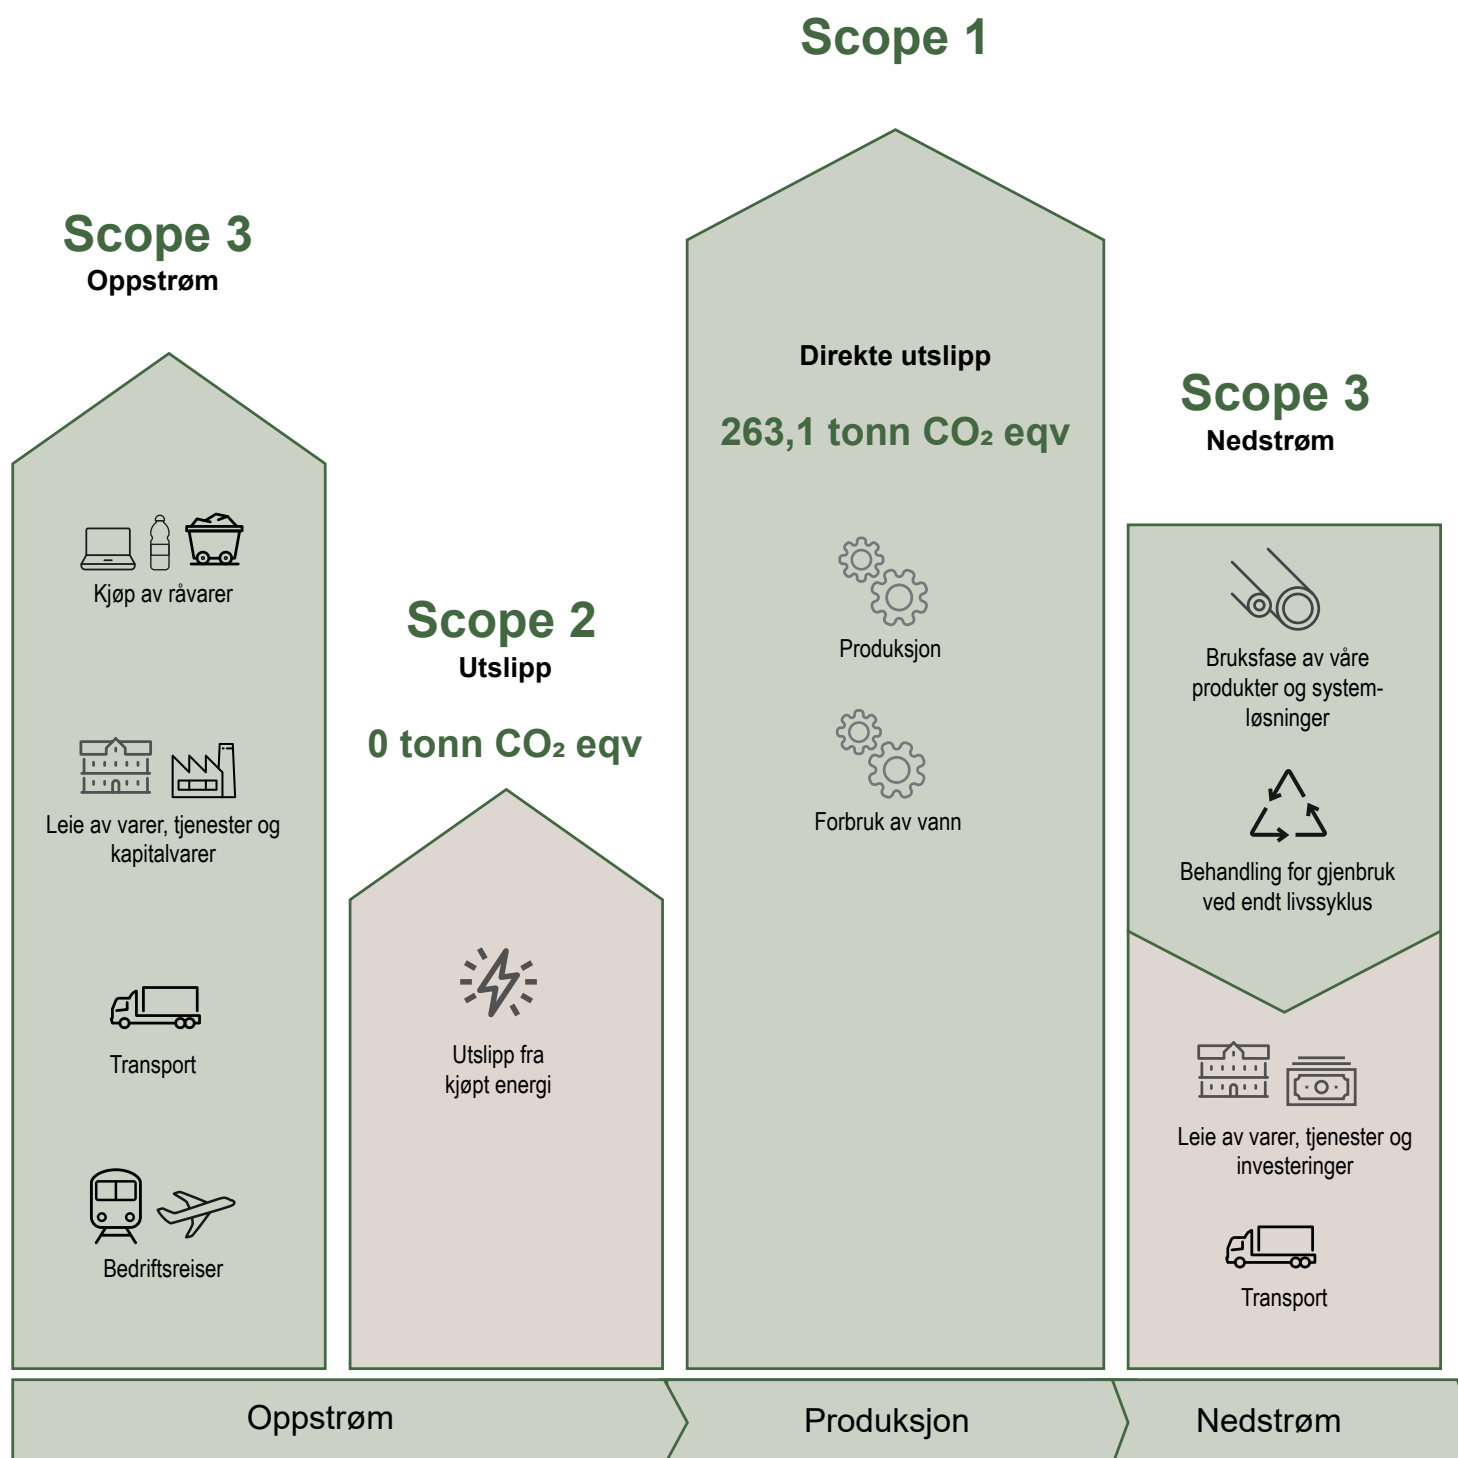 Scope 3
Oppstrøm
Kjøp av råvarer
Leie av varer, tjenester og
kapitalvarer
Transport
Bedriftsreiser
Scope 2
Utslipp
0 tonn CO₂ eqv
Utslipp fra
kjøpt energi
Scope 1
Direkte utslipp
263,1 tonn CO₂ eqv
Produksjon
Forbruk av vann
Scope 3
Nedstrøm
Bruksfase av våre
produkter og system-
løsninger
Behandling for gjenbruk
ved endt livssyklus
Leie av varer, tjenester og
investeringer
Transport
Oppstrøm
Produksjon
Nedstrøm